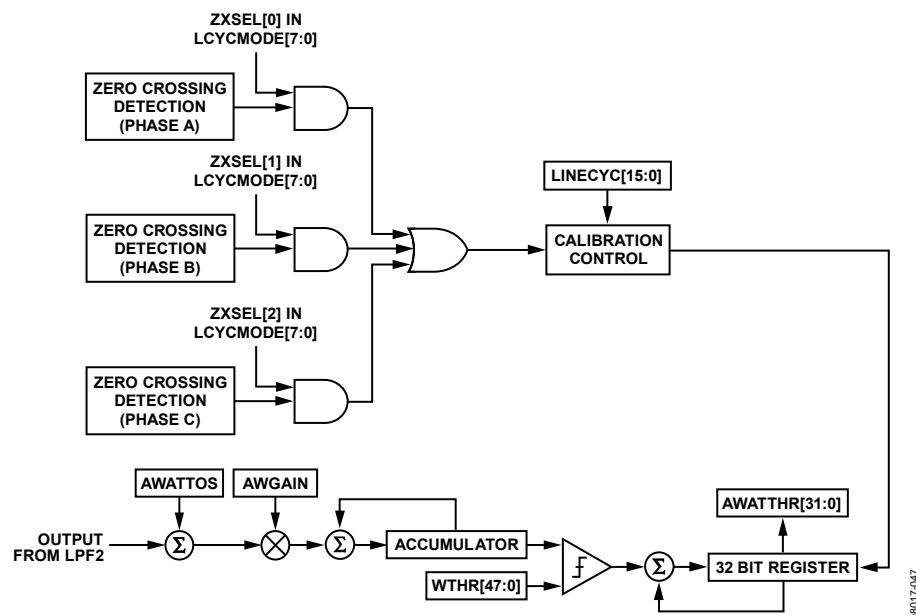 ZXSEL[0] IN
LCYCMODE[7:0]
ZERO CROSSING
DETECTION
(PHASE A)
ZXSEL[1] IN
LCYCMODE[7:0]
LINECYC[15:0]
ZERO CROSSING
DETECTION
(PHASE B)
CALIBRATION
CONTROL
ZXSEL[2] IN
LCYCMODE[7:0]
ZERO CROSSING
DETECTION
(PHASE C)
AWATTOS
AWGAIN
AWATTHR[31:0]
OUTPUT
FROM LPF2
Σ
Σ
ACCUMULATOR
WTHR[47:0]
Σ
32 BIT REGISTER